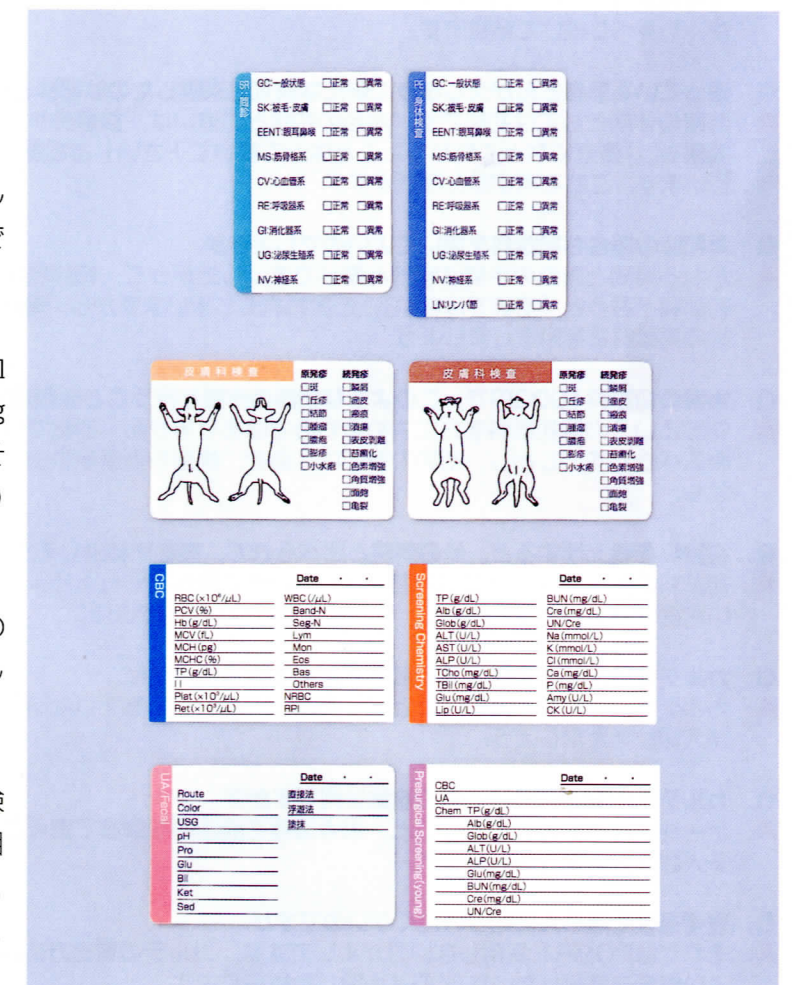 SR：問診
GC:一般状態 □正常 □異常
SK:被毛・皮膚 □正常 □異常
EENT:眼耳鼻喉 □正常 □異常
MS:筋骨格系 □正常 □異常
CV:心血管系 □正常 □異常
RE:呼吸器系 □正常 □異常
GI:消化器系 □正常 □異常
UG:泌尿生殖系 □正常 □異常
NV:神経系 □正常 □異常
PE：身体検査
GC:一般状態 □正常 □異常
SK:被毛・皮膚 □正常 □異常
EENT:眼耳鼻喉 □正常 □異常
MS:筋骨格系 □正常 □異常
CV:心血管系 □正常 □異常
RE:呼吸器系 □正常 □異常
GI:消化器系 □正常 □異常
UG:泌尿生殖系 □正常 □異常
NV:神経系 □正常 □異常
LN:リンパ節 □正常 □異常
皮膚科検査
原発疹 続発疹
□斑 □鱗屑
□丘疹 □痂皮
□結節 □瘢痕
□腫瘤 □潰瘍
□膿疱 □表皮剥離
□膨疹 □苔癬化
□小水疱 □色素増強
□角質増強
□面皰
□亀裂
皮膚科検査
原発疹 続発疹
□斑 □鱗屑
□丘疹 □痂皮
□結節 □瘢痕
□腫瘤 □潰瘍
□膿疱 □表皮剥離
□膨疹 □苔癬化
□小水疱 □色素増強
□角質増強
□面皰
□亀裂
CBC
Date ・ ・
RBC(×10⁶/μL) WBC(/μL)
PCV(%) Band-N
Hb(g/dL) Seg-N
MCV(fL) Lym
MCH(pg) Mon
MCHC(%) Eos
TP(g/dL) Bas
I I Others
Plat(×10³/μL) NRBC
Ret(×10³/μL) RPI
Screening Chemistry
Date ・ ・
TP(g/dL) BUN(mg/dL)
Alb(g/dL) Cre(mg/dL)
Glob(g/dL) UN/Cre
ALT(U/L) Na(mmol/L)
AST(U/L) K(mmol/L)
ALP(U/L) Cl(mmol/L)
TCho(mg/dL) Ca(mg/dL)
TBil(mg/dL) P(mg/dL)
Glu(mg/dL) Amy(U/L)
Lip(U/L) CK(U/L)
UA/Fecal
Date ・ ・
Route 直接法
Color 浮遊法
USG 塗抹
pH
Pro
Glu
Bil
Ket
Sed
Presurgical Screening(young)
Date ・ ・
CBC
UA
Chem TP(g/dL)
Alb(g/dL)
Glob(g/dL)
ALT(U/L)
ALP(U/L)
Glu(mg/dL)
BUN(mg/dL)
Cre(mg/dL)
UN/Cre